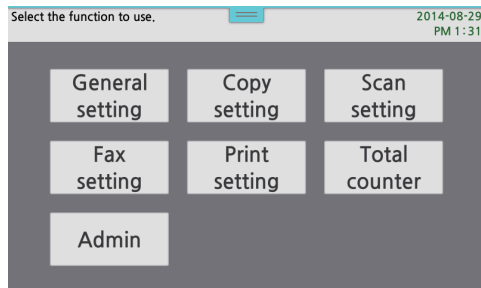 Select the function to use.
2014-08-29
PM 1:31
General
setting
Copy
setting
Scan
setting
Fax
setting
Print
setting
Total
counter
Admin